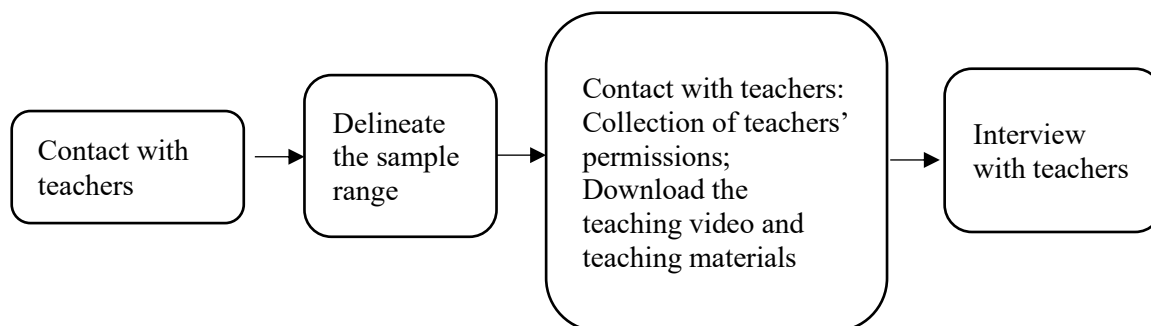 Contact with
teachers
Delineate
the sample
range
Contact with teachers:
Collection of teachers’
permissions;
Download the
teaching video and
teaching materials
Interview
with teachers